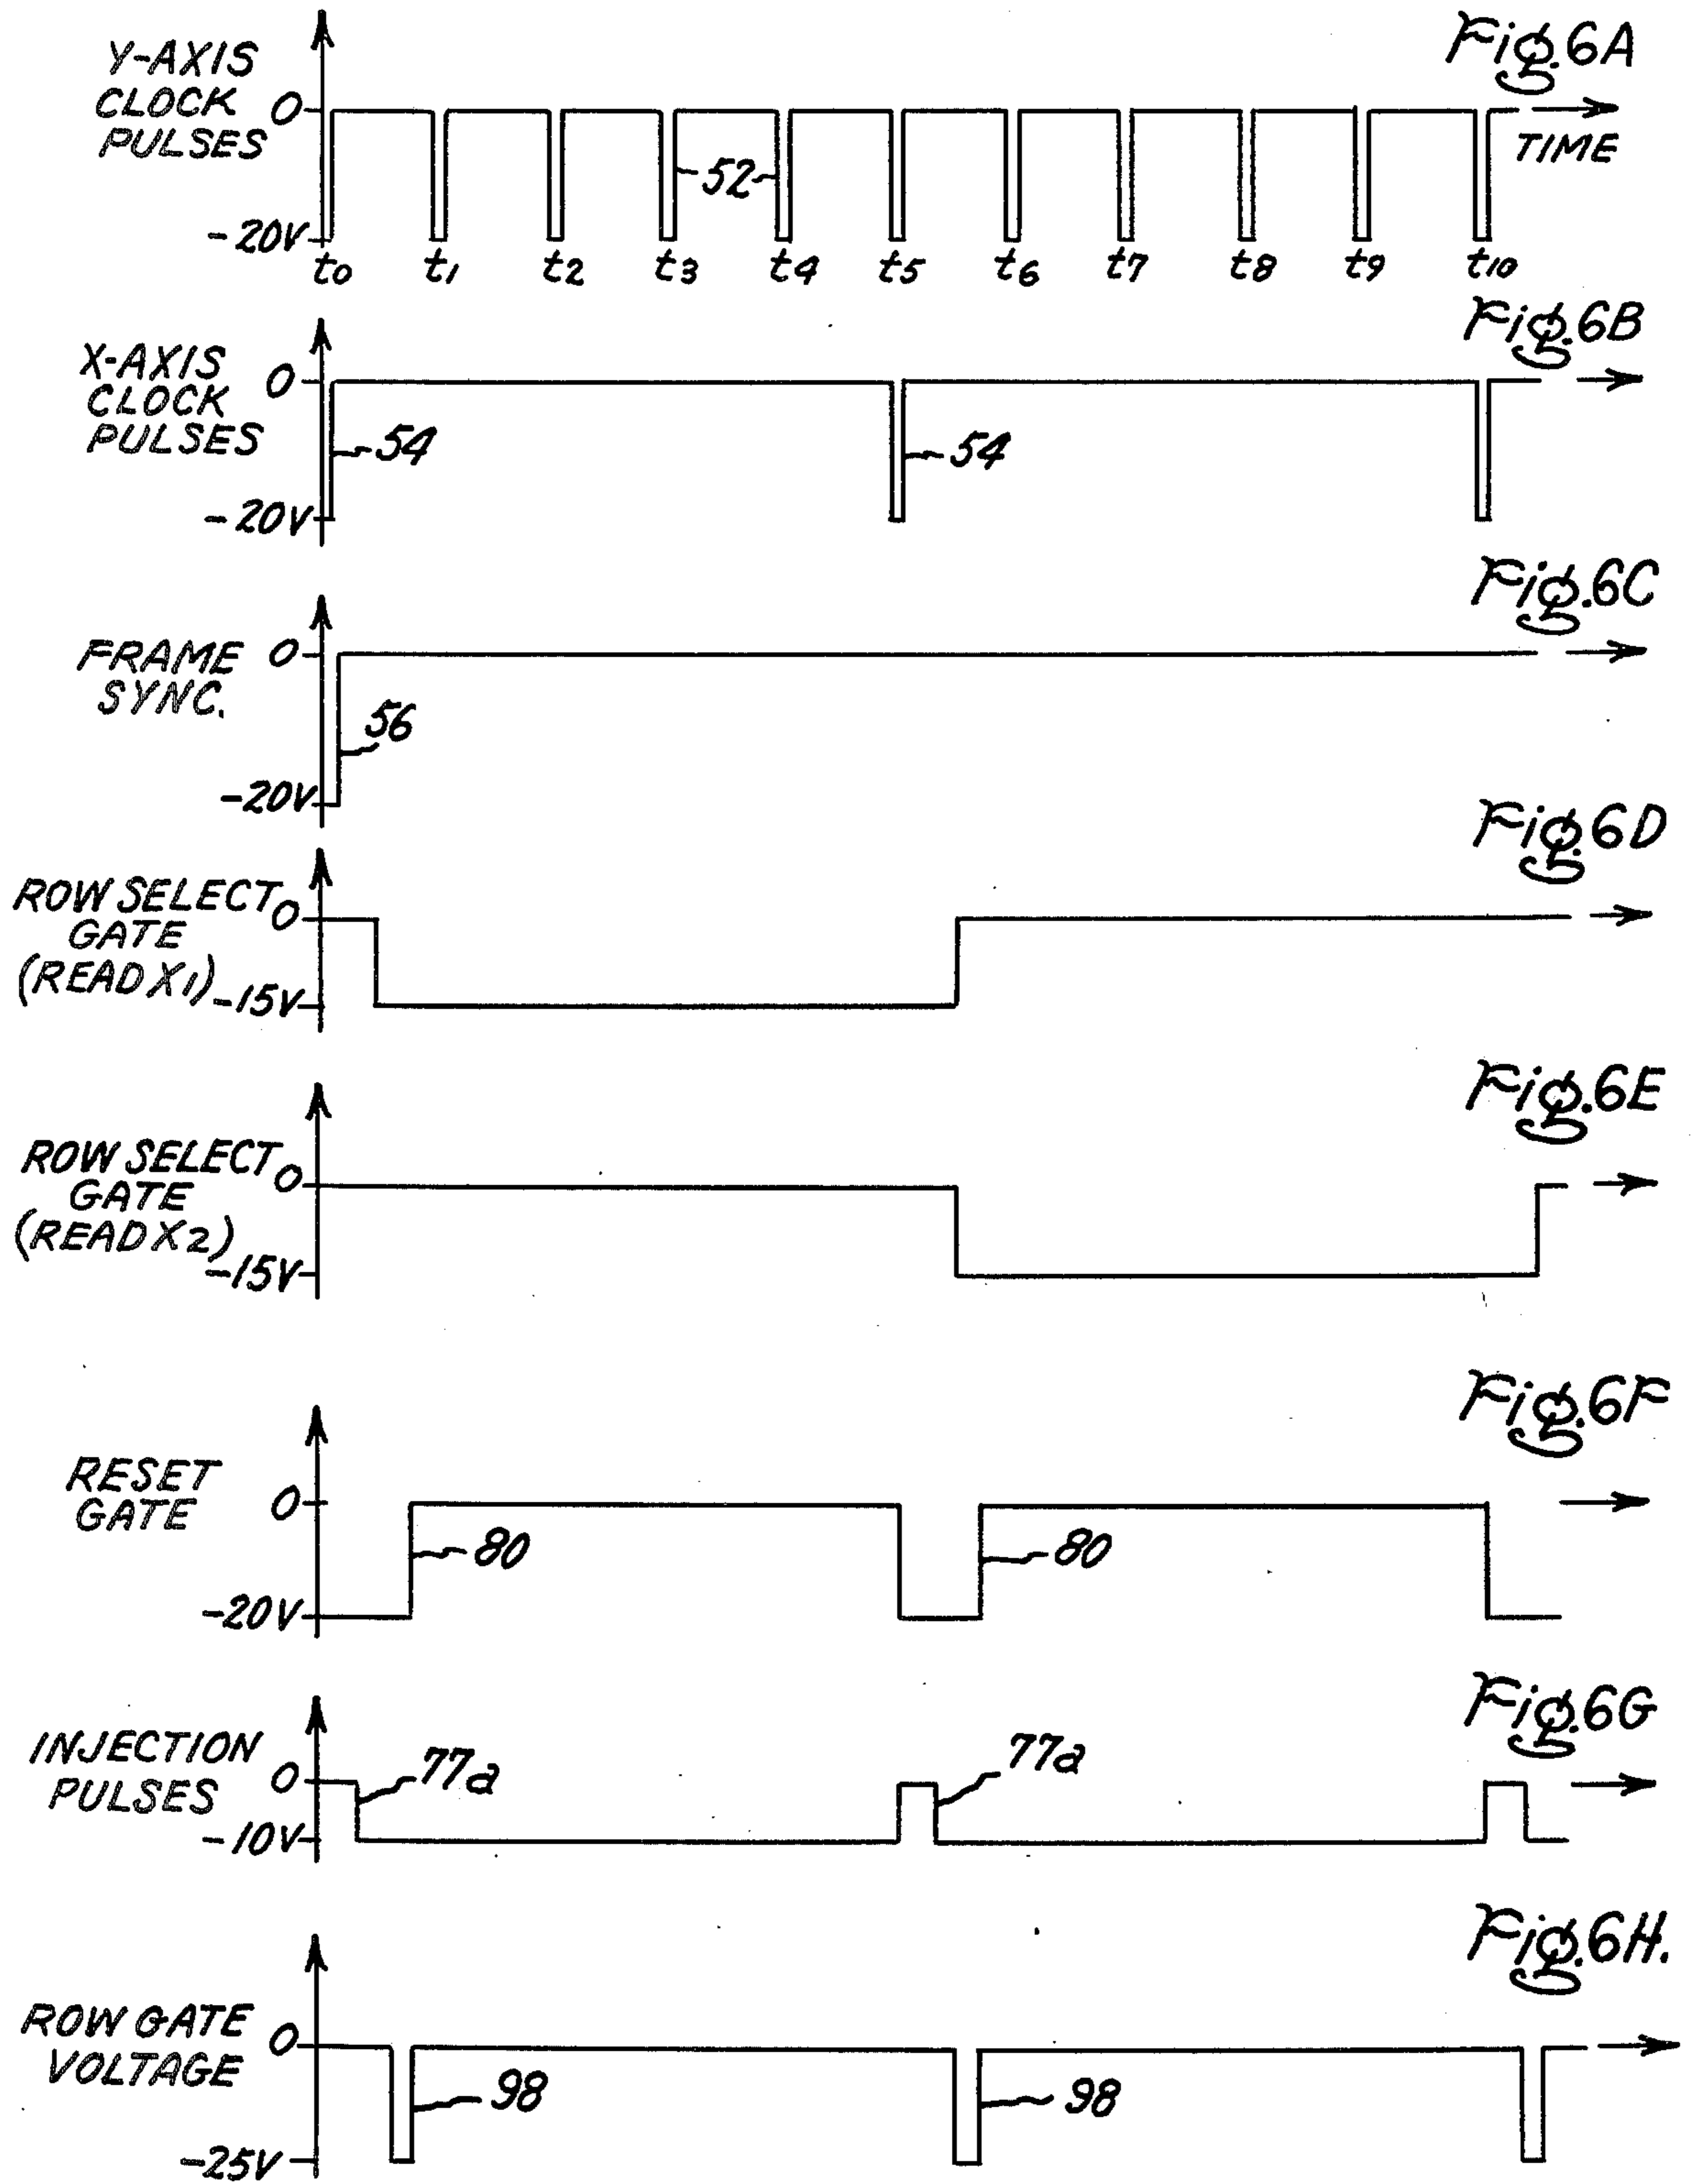 Fig.6A
Y-AXIS
CLOCK
PULSES
0
-20V
52
TIME
t0 t1 t2 t3 t4 t5 t6 t7 t8 t9 t10
Fig.6B
X-AXIS
CLOCK
PULSES
0
-20V
54
54
Fig.6C
FRAME
SYNC.
0
-20V
56
Fig.6D
ROW SELECT
GATE
(READ X1)
0
-15V
Fig.6E
ROW SELECT
GATE
(READ X2)
0
-15V
Fig.6F
RESET
GATE
0
-20V
80
80
Fig.6G
INJECTION
PULSES
0
-10V
77a
77a
Fig.6H.
ROW GATE
VOLTAGE
0
-25V
98
98